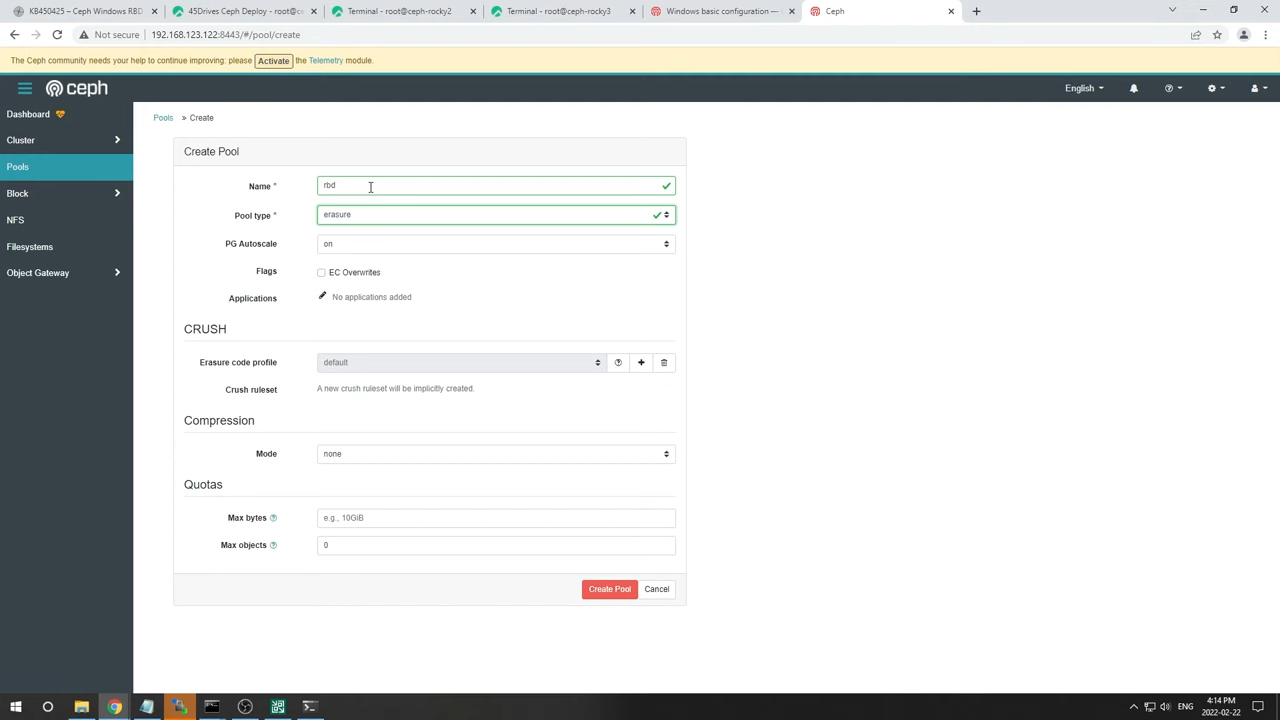 KB450425 – Ceph Windows RBD
45Drives Ceph Deploy - root@ce
Terminal - root@ceph-rocky2
Terminal - root@ceph-rocky3
Windows basic configuration —
Ceph
Not secure
192.168.123.122:8443/#/pool/create
The Ceph community needs your help to continue improving: please Activate the Telemetry module.
ceph
English
Dashboard
Cluster
Pools
Block
NFS
Filesystems
Object Gateway
Pools » Create
Create Pool
Name * rbd
Pool type * erasure
PG Autoscale on
Flags EC Overwrites
Applications No applications added
CRUSH
Erasure code profile default
Crush ruleset A new crush ruleset will be implicitly created.
Compression
Mode none
Quotas
Max bytes e.g., 10GiB
Max objects 0
Create Pool Cancel
ENG
4:14 PM
2022-02-22